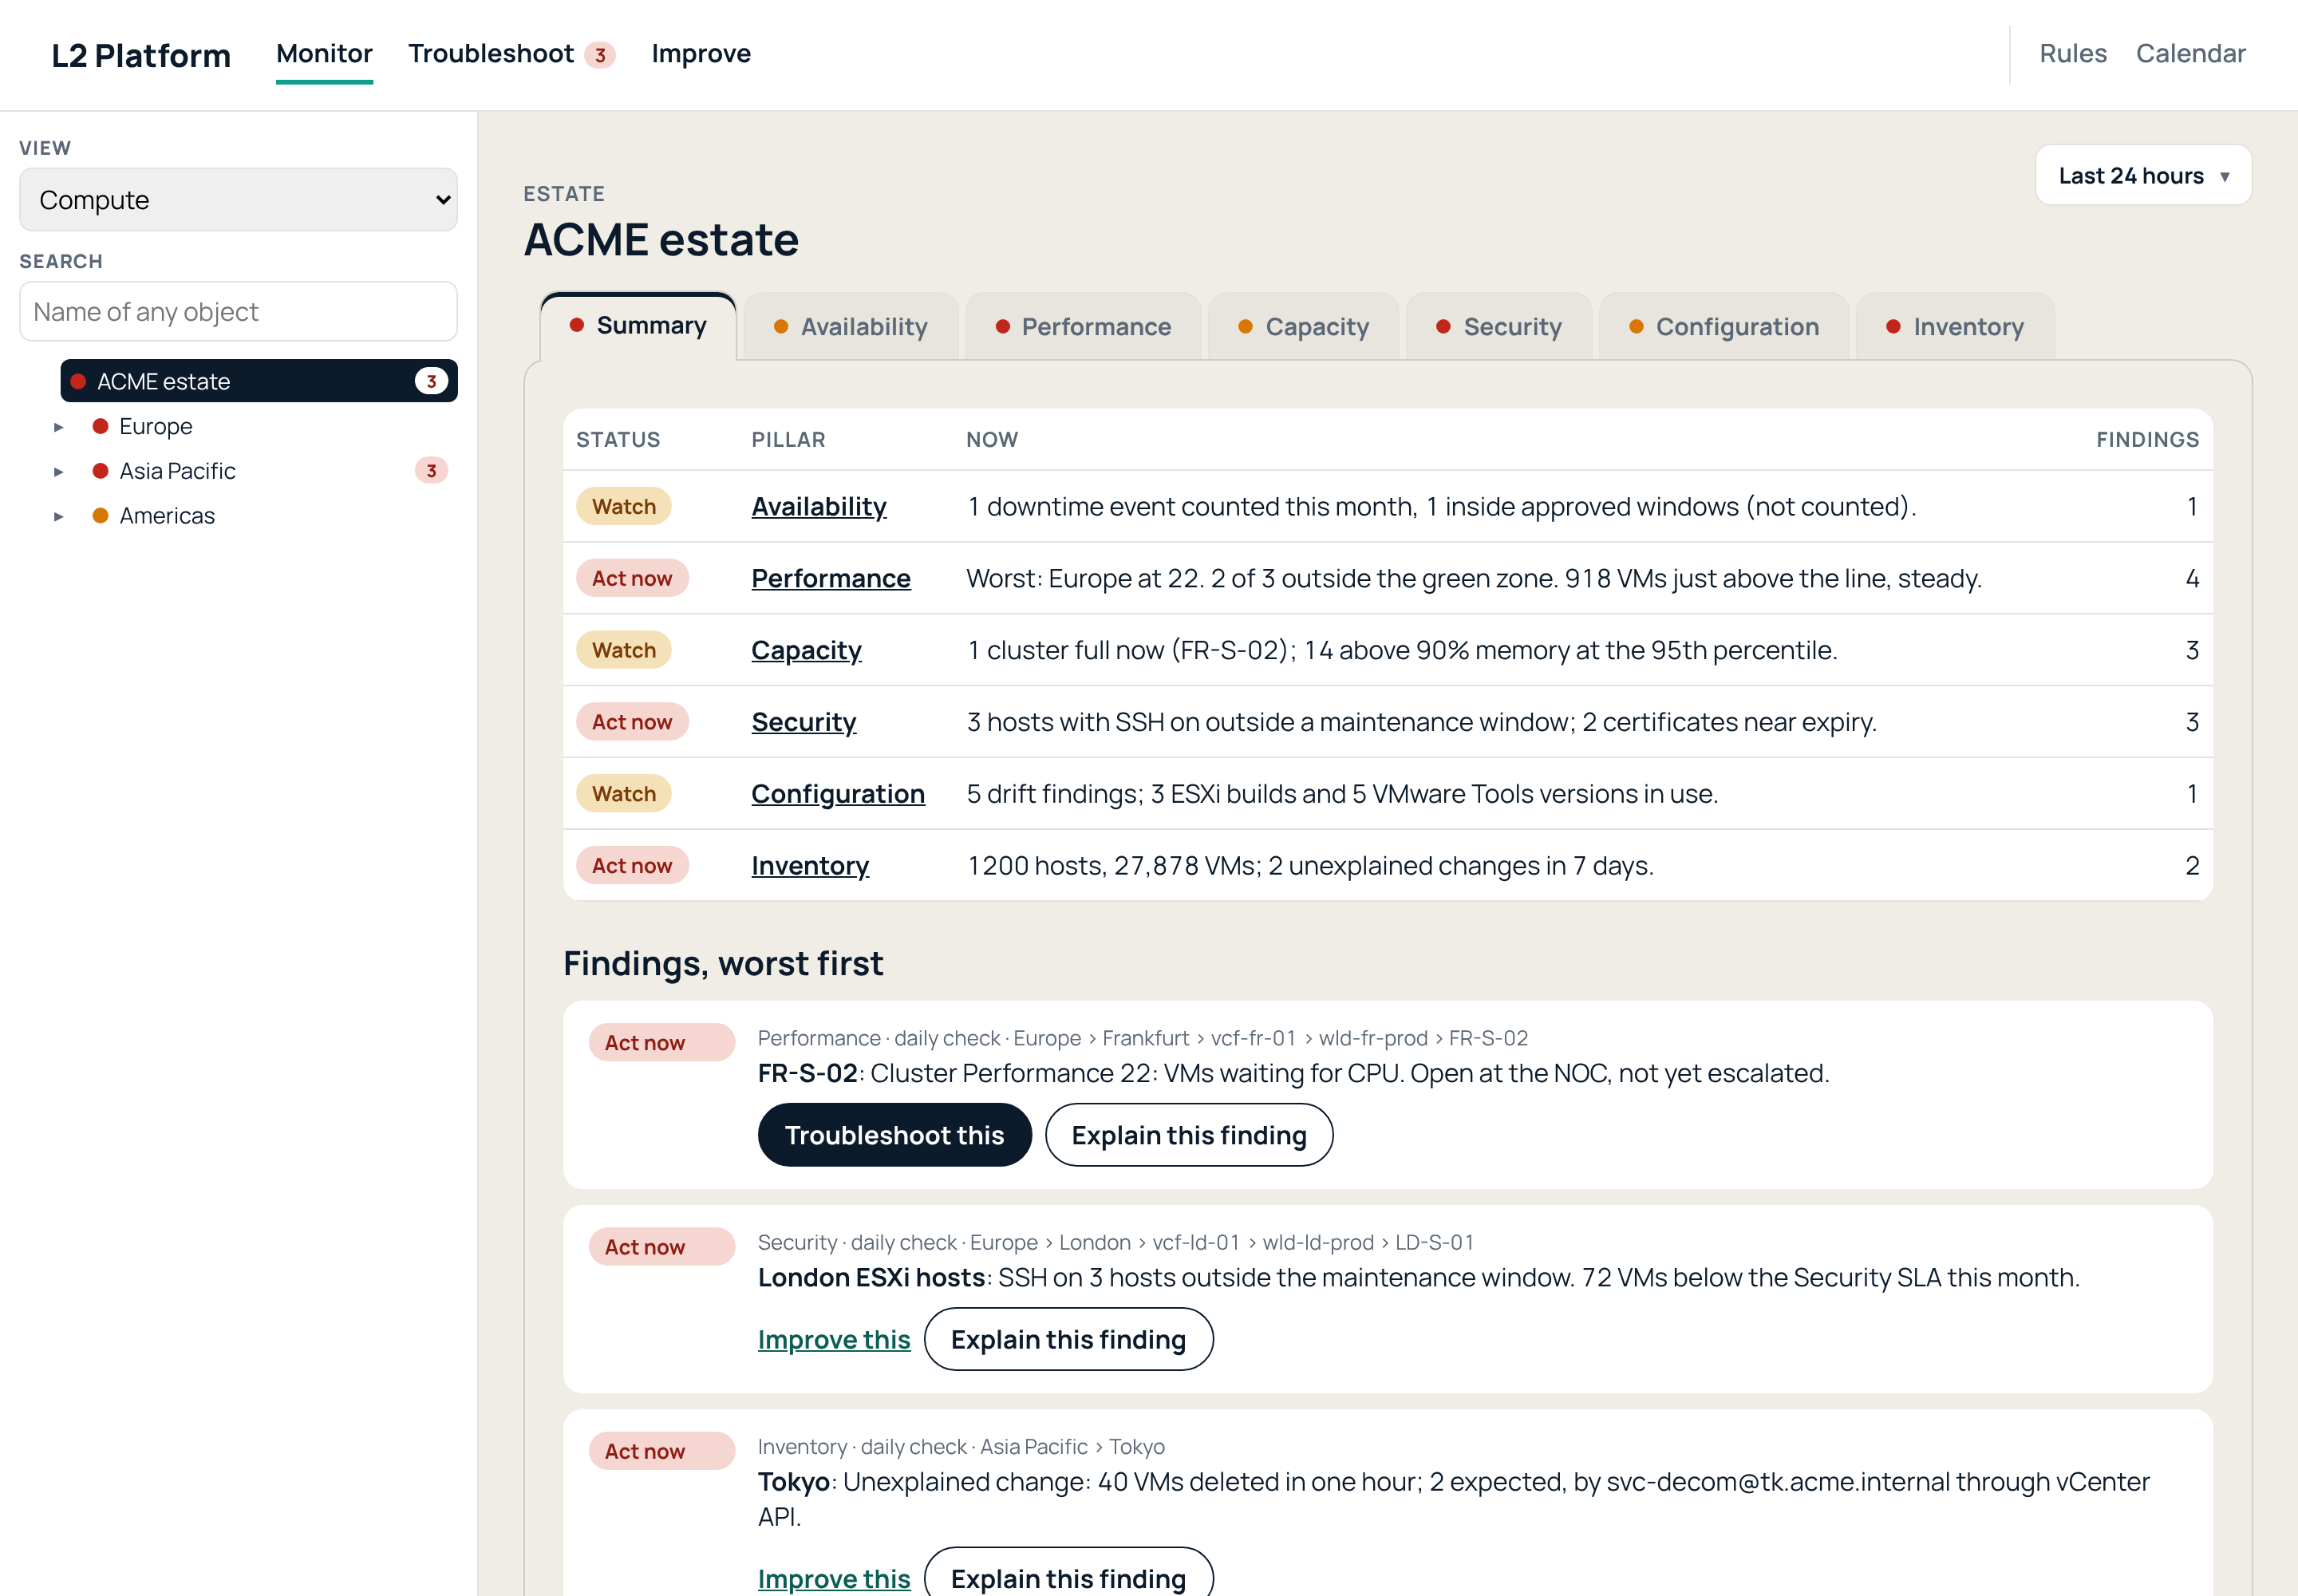 L2 Platform Monitor Troubleshoot 3 Improve Rules Calendar
VIEW
Compute
SEARCH
Name of any object
ACME estate 3
Europe
Asia Pacific 3
Americas
Last 24 hours
ESTATE
ACME estate
Summary Availability Performance Capacity Security Configuration Inventory
STATUS PILLAR NOW FINDINGS
Watch Availability 1 downtime event counted this month, 1 inside approved windows (not counted). 1
Act now Performance Worst: Europe at 22. 2 of 3 outside the green zone. 918 VMs just above the line, steady. 4
Watch Capacity 1 cluster full now (FR-S-02); 14 above 90% memory at the 95th percentile. 3
Act now Security 3 hosts with SSH on outside a maintenance window; 2 certificates near expiry. 3
Watch Configuration 5 drift findings; 3 ESXi builds and 5 VMware Tools versions in use. 1
Act now Inventory 1200 hosts, 27,878 VMs; 2 unexplained changes in 7 days. 2
Findings, worst first
Act now Performance · daily check · Europe › Frankfurt › vcf-fr-01 › wld-fr-prod › FR-S-02
FR-S-02: Cluster Performance 22: VMs waiting for CPU. Open at the NOC, not yet escalated.
Troubleshoot this Explain this finding
Act now Security · daily check · Europe › London › vcf-ld-01 › wld-ld-prod › LD-S-01
London ESXi hosts: SSH on 3 hosts outside the maintenance window. 72 VMs below the Security SLA this month.
Improve this Explain this finding
Act now Inventory · daily check · Asia Pacific › Tokyo
Tokyo: Unexplained change: 40 VMs deleted in one hour; 2 expected, by svc-decom@tk.acme.internal through vCenter
API.
Improve this Explain this finding